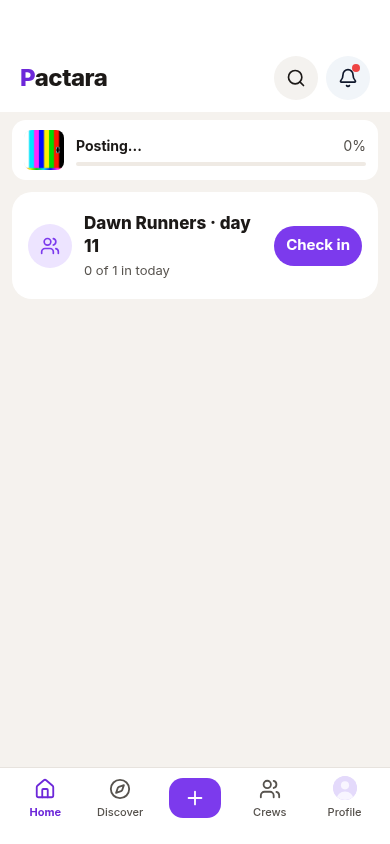 Pactara
Posting...
0%
Dawn Runners · day
11
0 of 1 in today
Check in
Home
Discover
Crews
Profile